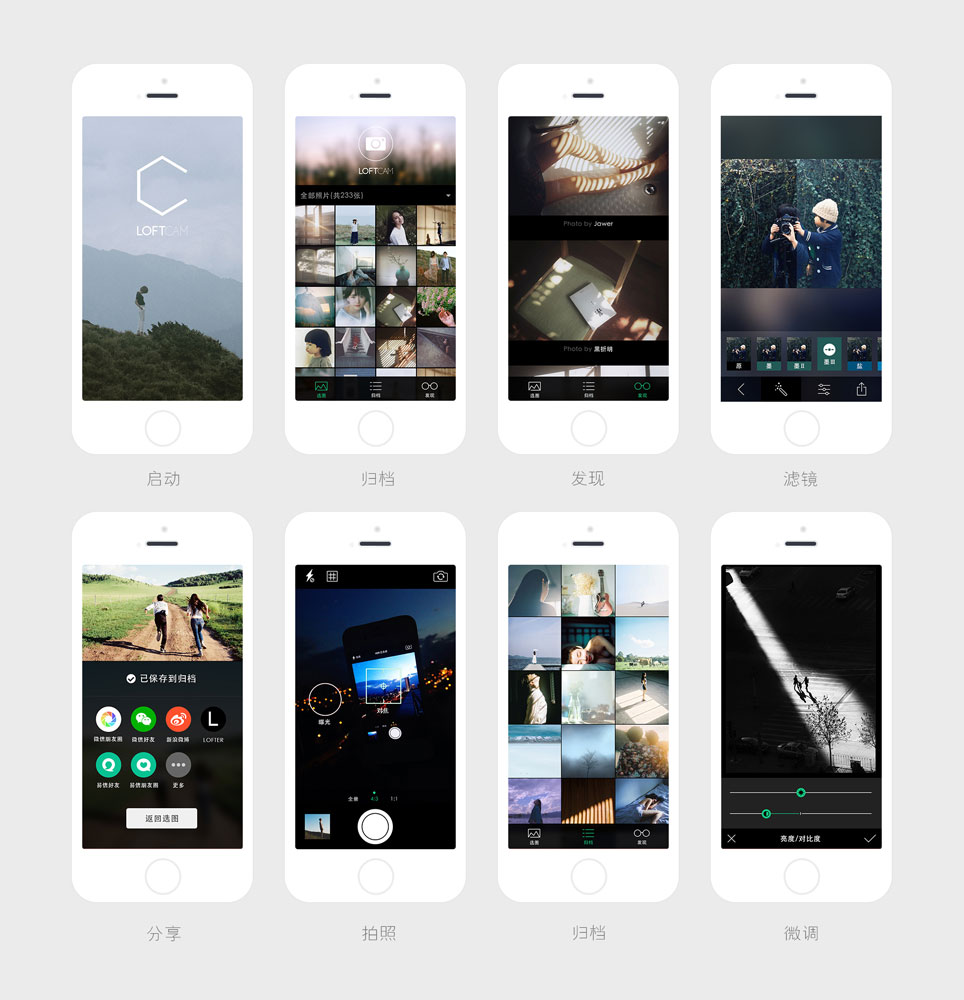 LOFTCAM
启动
LOFTCAM
全部照片(共233张)
选图
归档
发现
归档
Photo by Jower
Photo by 黑析明
选图
归档
发现
发现
原
墨
墨II
墨III
盐
滤镜
已保存到归档
微信朋友圈
微信好友
新浪微博
L
LOFTER
易信好友
易信朋友圈
更多
返回选图
分享
曝光
对焦
全景
4:3
1:1
拍照
选图
归档
发现
归档
亮度/对比度
微调